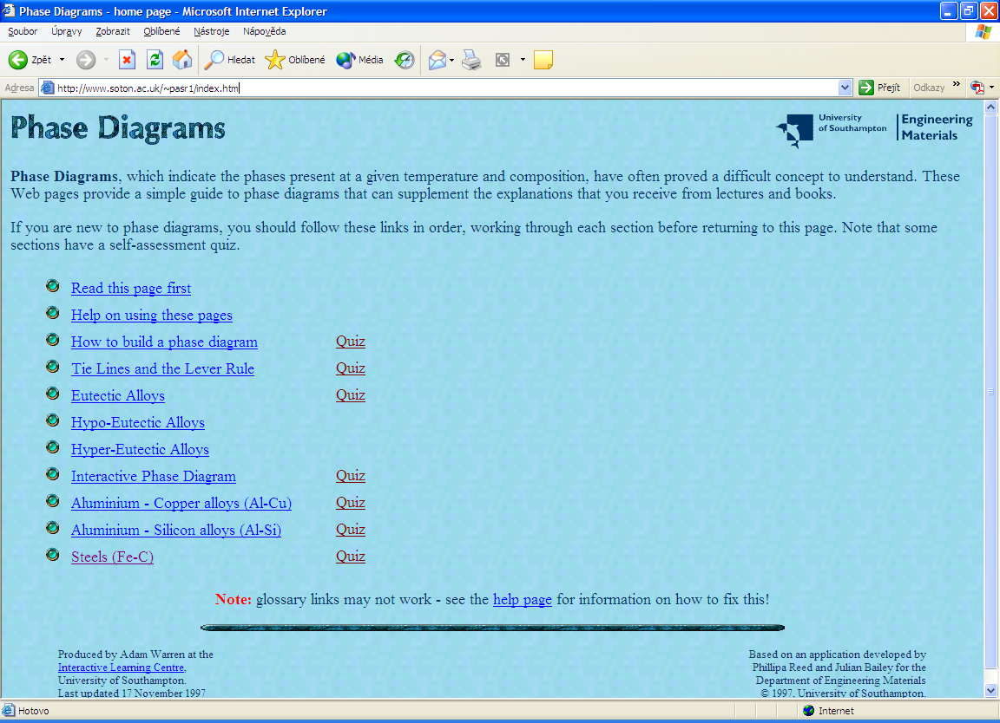 Phase Diagrams - home page - Microsoft Internet Explorer
Soubor Úpravy Zobrazit Oblíbené Nástroje Nápověda
Zpět Hledat Oblíbené Média
Adresa http://www.soton.ac.uk/~pasr1/index.htm Přejít Odkazy »
Phase Diagrams
University
of Southampton
Engineering
Materials
Phase Diagrams, which indicate the phases present at a given temperature and composition, have often proved a difficult concept to understand. These
Web pages provide a simple guide to phase diagrams that can supplement the explanations that you receive from lectures and books.
If you are new to phase diagrams, you should follow these links in order, working through each section before returning to this page. Note that some
sections have a self-assessment quiz.
Read this page first
Help on using these pages
How to build a phase diagram Quiz
Tie Lines and the Lever Rule Quiz
Eutectic Alloys Quiz
Hypo-Eutectic Alloys
Hyper-Eutectic Alloys
Interactive Phase Diagram Quiz
Aluminium - Copper alloys (Al-Cu) Quiz
Aluminium - Silicon alloys (Al-Si) Quiz
Steels (Fe-C) Quiz
Note: glossary links may not work - see the help page for information on how to fix this!
Produced by Adam Warren at the
Interactive Learning Centre,
University of Southampton.
Last updated 17 November 1997
Based on an application developed by
Phillipa Reed and Julian Bailey for the
Department of Engineering Materials
© 1997, University of Southampton.
Hotovo Internet